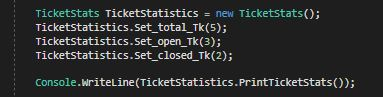 TicketStats TicketStatistics = new TicketStats();
TicketStatistics.Set_total_Tk(5);
TicketStatistics.Set_open_Tk(3);
TicketStatistics.Set_closed_Tk(2);
Console.WriteLine(TicketStatistics.PrintTicketStats());